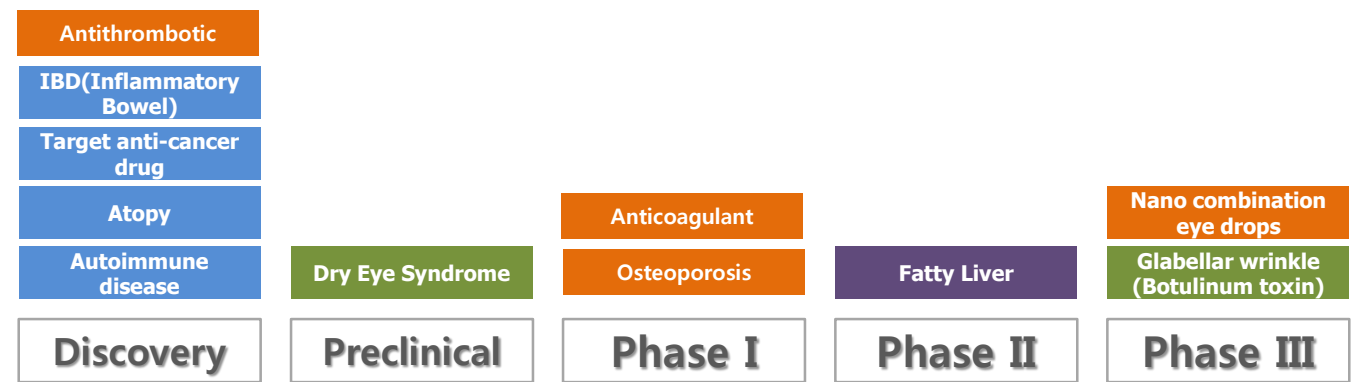 Antithrombotic
IBD(Inflammatory
Bowel)
Target anti-cancer
drug
Atopy
Autoimmune
disease
Dry Eye Syndrome
Anticoagulant
Osteoporosis
Fatty Liver
Nano combination
eye drops
Glabellar wrinkle
(Botulinum toxin)
Discovery
Preclinical
Phase Ⅰ
Phase Ⅱ
Phase Ⅲ